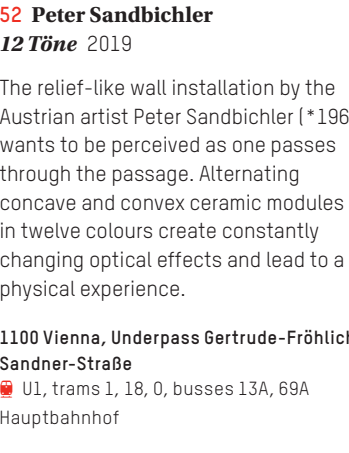 52 Peter Sandbichler
12 Töne 2019
The relief-like wall installation by the
Austrian artist Peter Sandbichler (*196
wants to be perceived as one passes
through the passage. Alternating
concave and convex ceramic modules
in twelve colours create constantly
changing optical effects and lead to a
physical experience.
1100 Vienna, Underpass Gertrude-Fröhlich
Sandner-Straße
U1, trams 1, 18, O, busses 13A, 69A
Hauptbahnhof